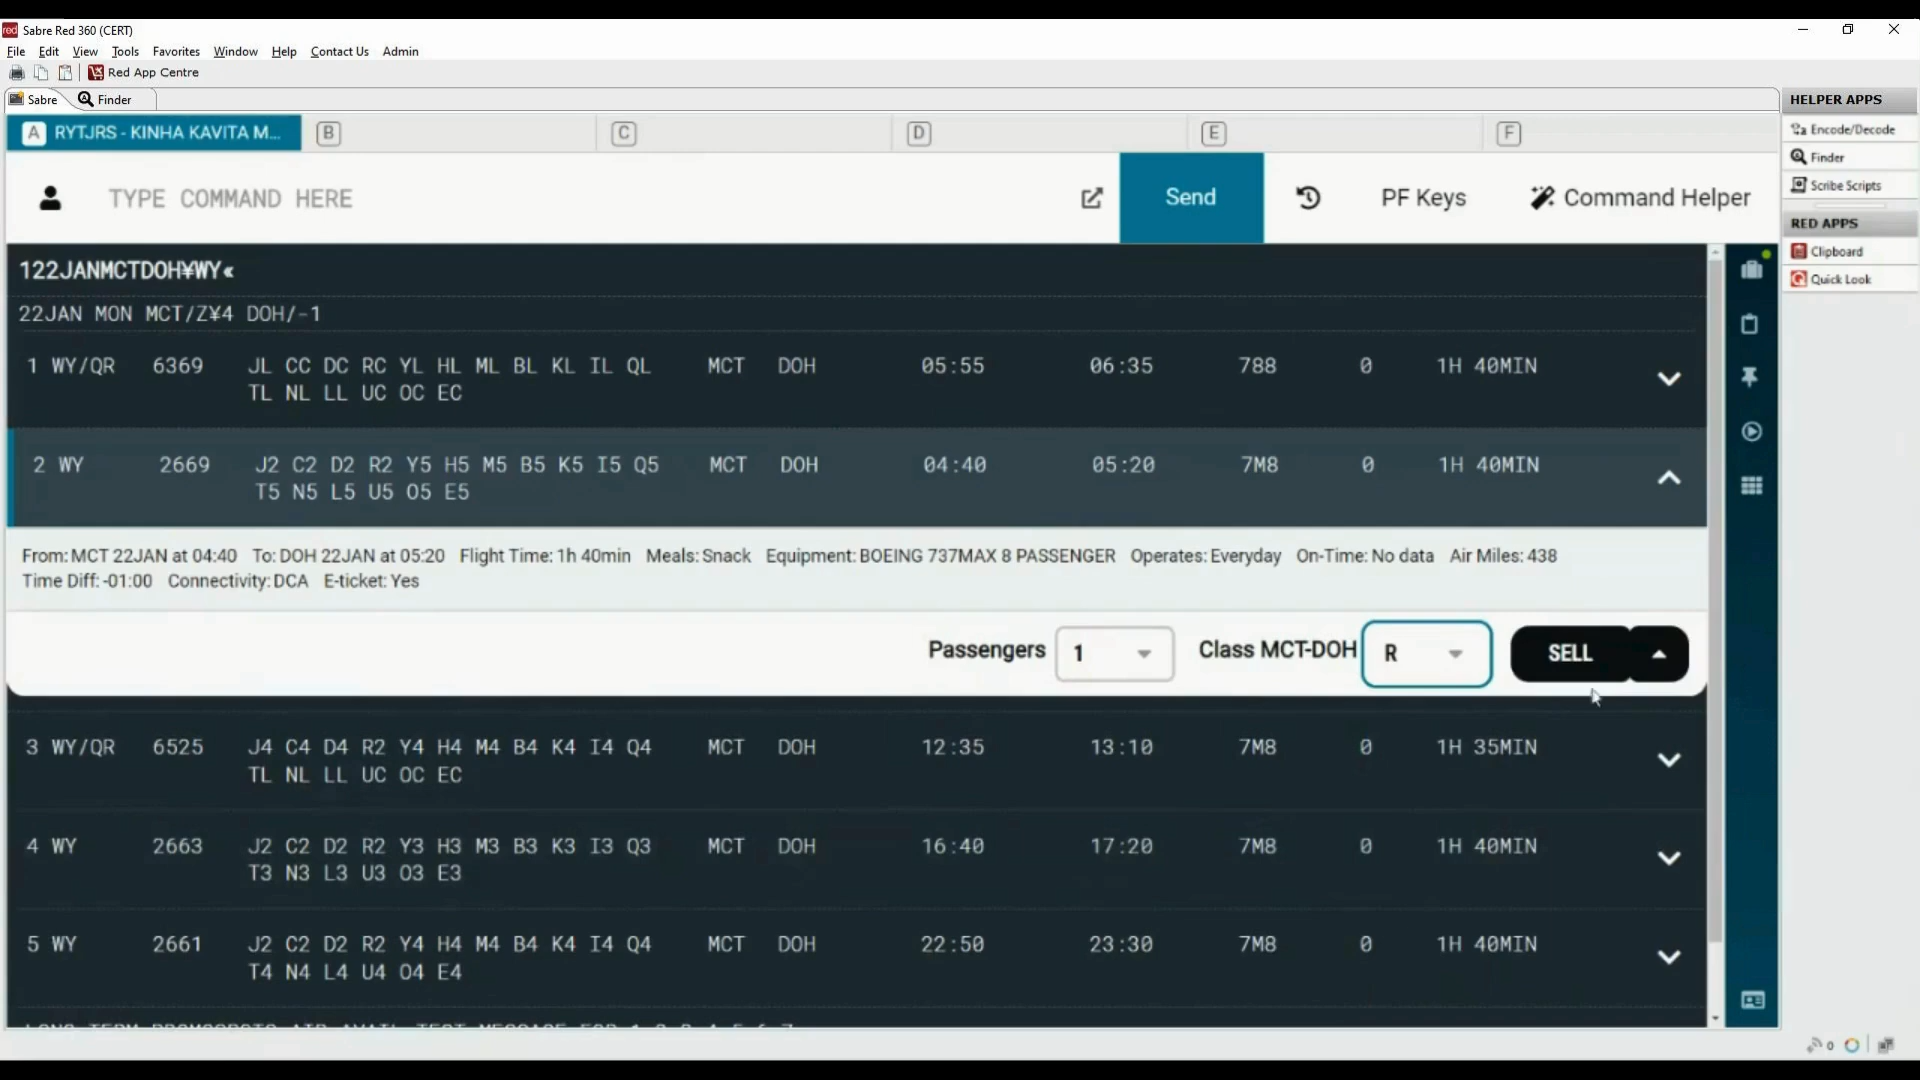 red Sabre Red 360 (CERT)
File Edit View Tools Favorites Window Help Contact Us Admin
Red App Centre
Sabre Finder
HELPER APPS
Encode/Decode
Finder
Scribe Scripts
RED APPS
Clipboard
Quick Look
A RYTJRS - KINHA KAVITA M... B C D E F
TYPE COMMAND HERE Send PF Keys Command Helper
122JANMCTDOH¥WY«
22JAN MON MCT/Z¥4 DOH/-1
1 WY/QR 6369 JL CC DC RC YL HL ML BL KL IL QL MCT DOH 05:55 06:35 788 0 1H 40MIN
TL NL LL UC OC EC
2 WY 2669 J2 C2 D2 R2 Y5 H5 M5 B5 K5 I5 Q5 MCT DOH 04:40 05:20 7M8 0 1H 40MIN
T5 N5 L5 U5 O5 E5
From: MCT 22JAN at 04:40 To: DOH 22JAN at 05:20 Flight Time: 1h 40min Meals: Snack Equipment: BOEING 737MAX 8 PASSENGER Operates: Everyday On-Time: No data Air Miles: 438
Time Diff: -01:00 Connectivity: DCA E-ticket: Yes
Passengers 1 Class MCT-DOH R SELL
3 WY/QR 6525 J4 C4 D4 R2 Y4 H4 M4 B4 K4 I4 Q4 MCT DOH 12:35 13:10 7M8 0 1H 35MIN
TL NL LL UC OC EC
4 WY 2663 J2 C2 D2 R2 Y3 H3 M3 B3 K3 I3 Q3 MCT DOH 16:40 17:20 7M8 0 1H 40MIN
T3 N3 L3 U3 O3 E3
5 WY 2661 J2 C2 D2 R2 Y4 H4 M4 B4 K4 I4 Q4 MCT DOH 22:50 23:30 7M8 0 1H 40MIN
T4 N4 L4 U4 O4 E4
0